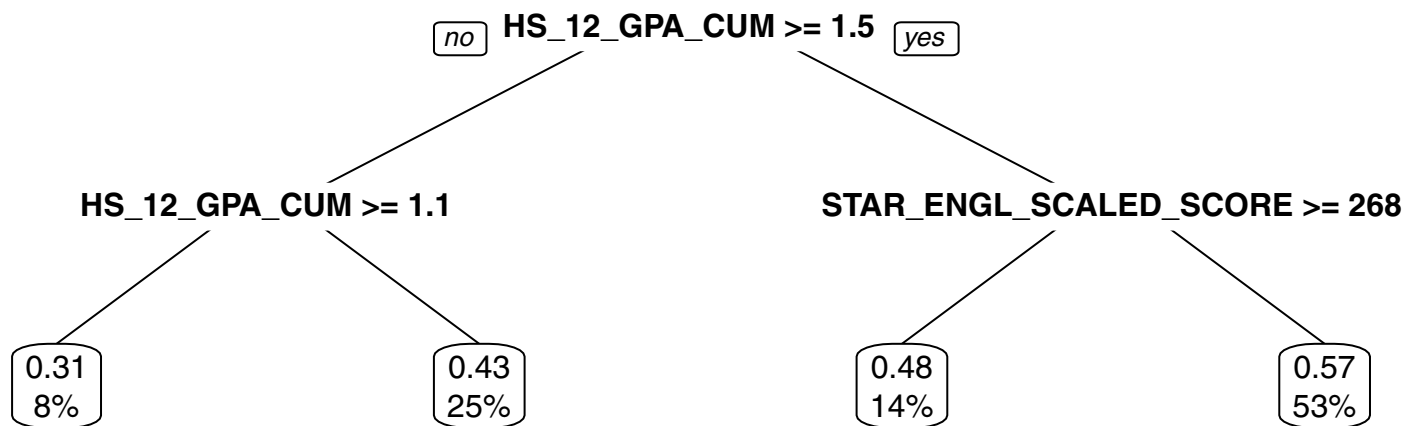 no HS_12_GPA_CUM >= 1.5 yes
HS_12_GPA_CUM >= 1.1 STAR_ENGL_SCALED_SCORE >= 268
0.31 0.43 0.48 0.57
8% 25% 14% 53%